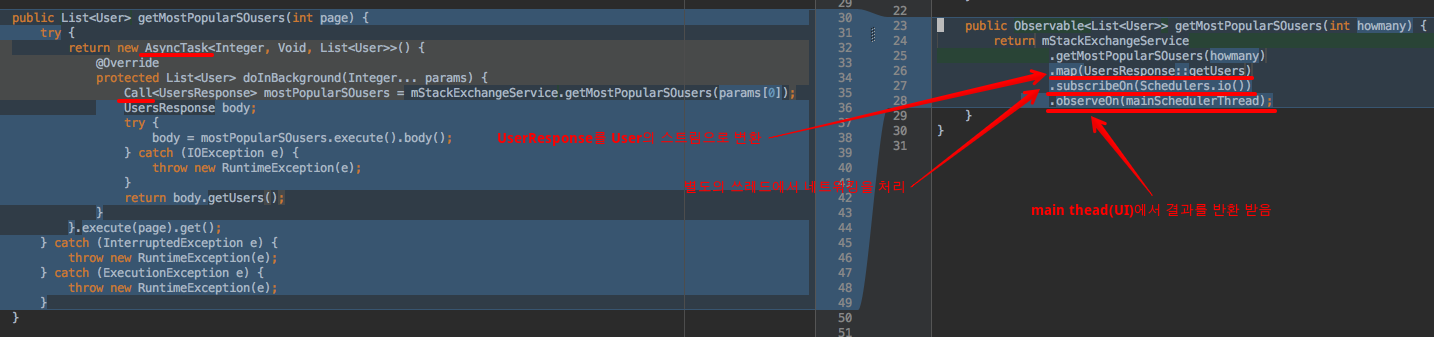 public List<User> getMostPopularSOusers(int page) {
try {
return new AsyncTask<Integer, Void, List<User>>() {
@Override
protected List<User> doInBackground(Integer... params) {
Call<UsersResponse> mostPopularSOusers = mStackExchangeService.getMostPopularSOusers(params[0]);
UsersResponse body;
try {
body = mostPopularSOusers.execute().body();
} catch (IOException e) {
throw new RuntimeException(e);
}
return body.getUsers();
}
}.execute(page).get();
} catch (InterruptedException e) {
throw new RuntimeException(e);
} catch (ExecutionException e) {
throw new RuntimeException(e);
}
}
29
30
31
32
33
34
35
36
37
38
39
40
41
42
43
44
45
46
47
48
49
50
51
22
23
24
25
26
27
28
29
30
31
public Observable<List<User>> getMostPopularSOusers(int howmany) {
return mStackExchangeService
.getMostPopularSOusers(howmany)
.map(UsersResponse::getUsers)
.subscribeOn(Schedulers.io())
.observeOn(mainSchedulerThread);
}
}
UserResponse를 User의 스트림으로 변환
별도의 스레드에서 네트워킹을 처리
main thead(UI)에서 결과를 반환 받음